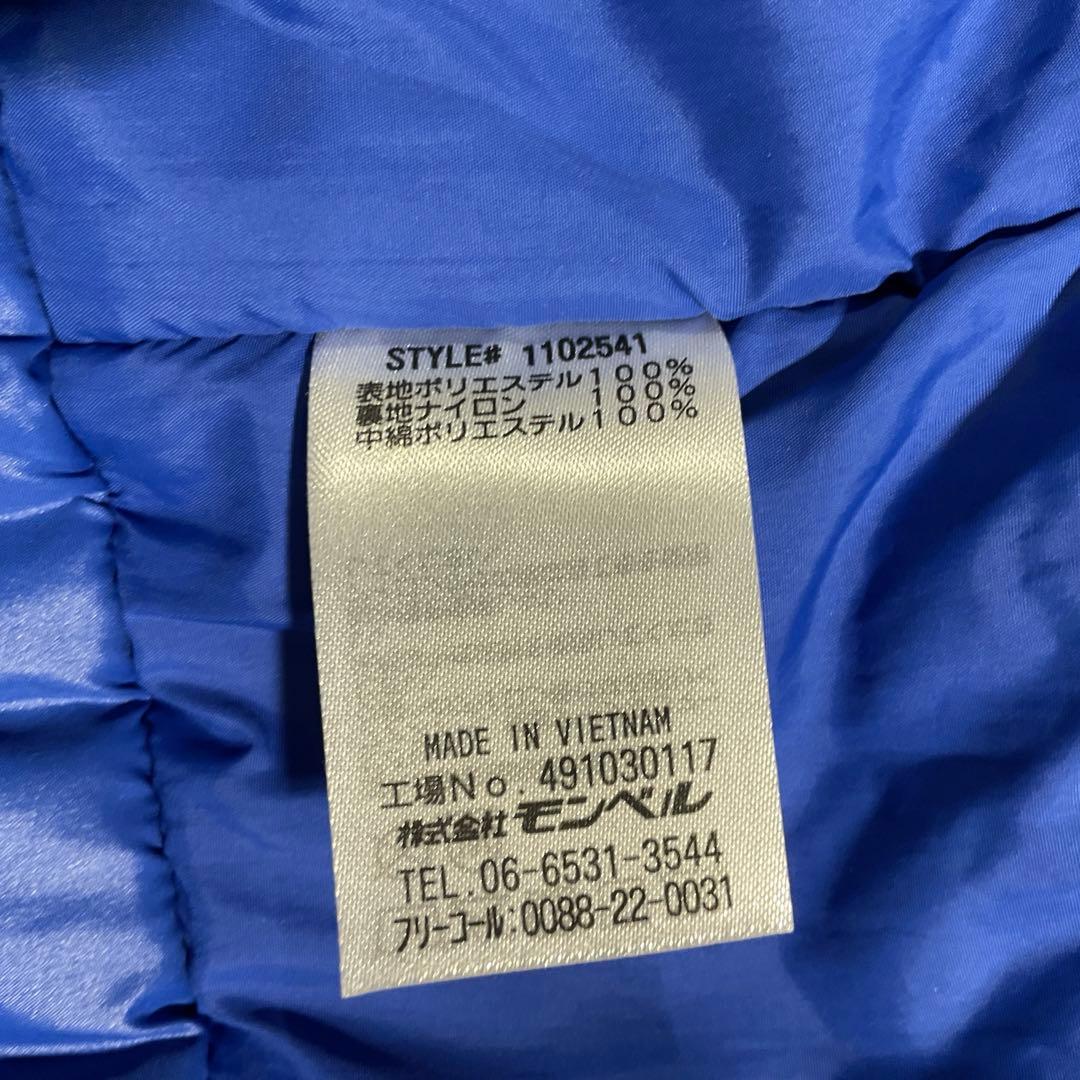 STYLE# 1102541
表地ポリエステル100%
裏地ナイロン 100%
中綿ポリエステル100%
MADE IN VIETNAM
工場No.491030117
株式会社モンベル
TEL.06-6531-3544
フリーコール:0088-22-0031